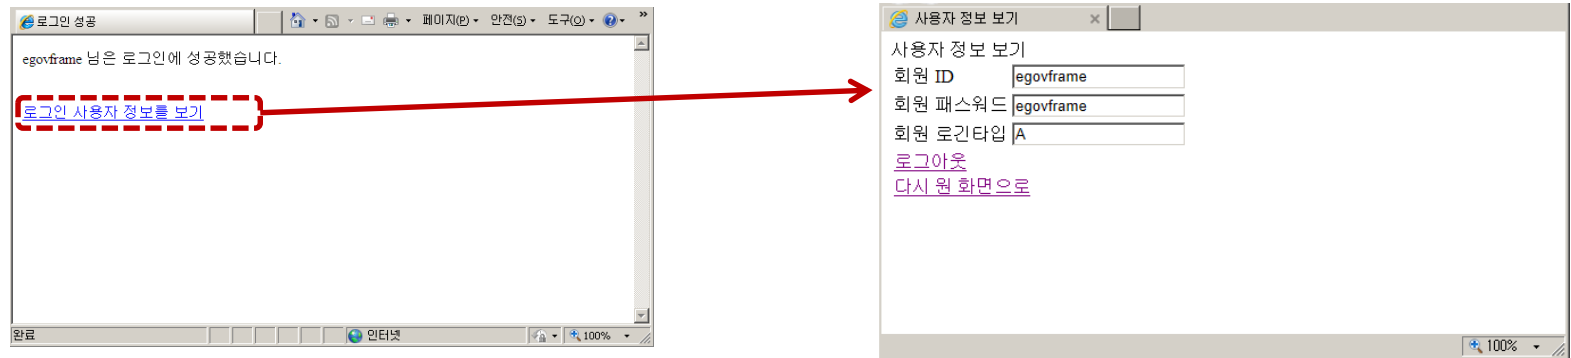 로그인 성공
페이지(P) 안전(S) 도구(O) »
egovframe 님은 로그인에 성공했습니다.
로그인 사용자 정보를 보기
완료 인터넷 100%
사용자 정보 보기
사용자 정보 보기
회원 ID egovframe
회원 패스워드 egovframe
회원 로긴타입 A
로그아웃
다시 원 화면으로
100%